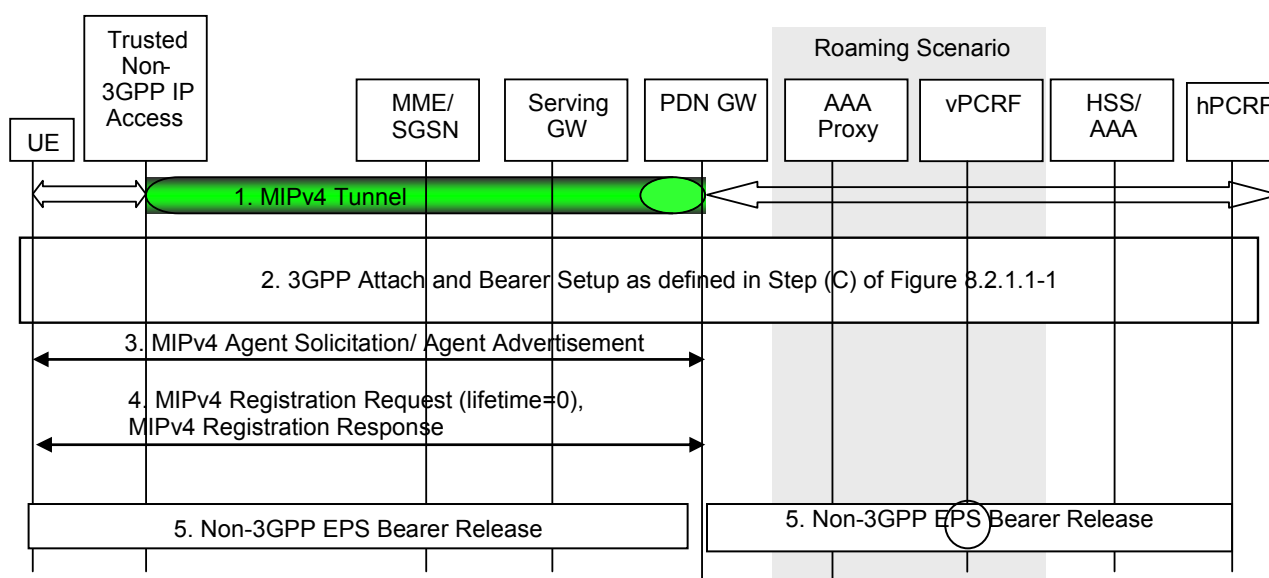 Roaming Scenario
UE
Trusted
Non-
3GPP IP
Access
MME/
SGSN
Serving
GW
PDN GW
AAA
Proxy
vPCRF
HSS/
AAA
hPCRF
1. MIPv4 Tunnel
2. 3GPP Attach and Bearer Setup as defined in Step (C) of Figure 8.2.1.1-1
3. MIPv4 Agent Solicitation/ Agent Advertisement
4. MIPv4 Registration Request (lifetime=0),
MIPv4 Registration Response
5. Non-3GPP EPS Bearer Release
5. Non-3GPP EPS Bearer Release